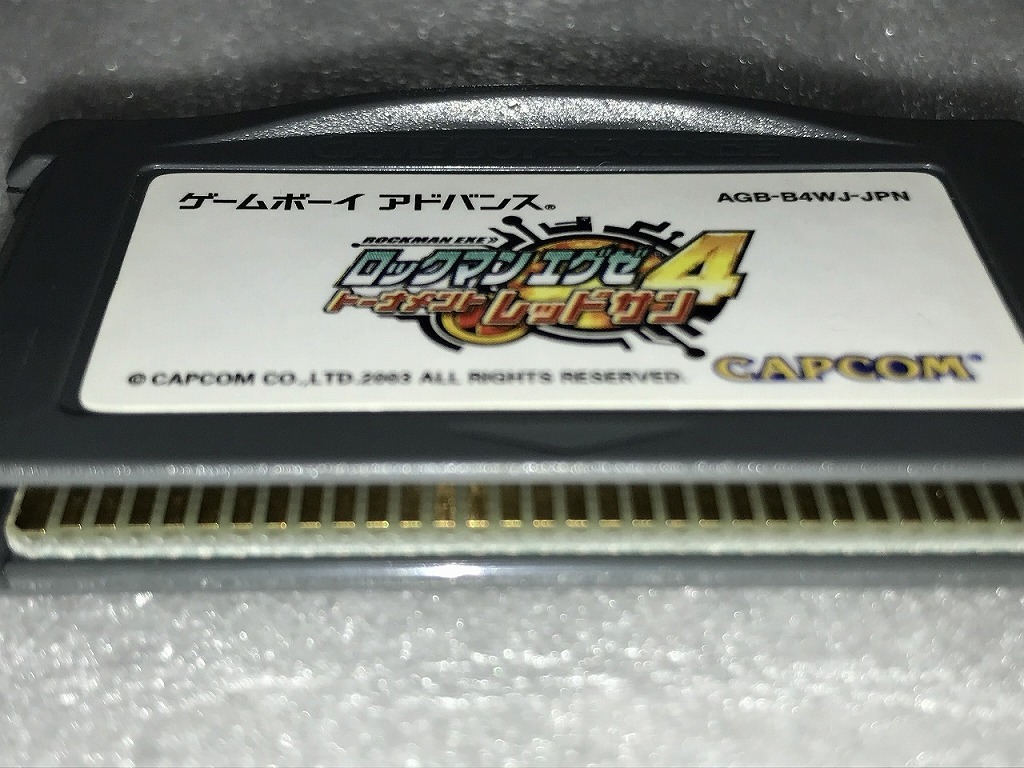 ゲームボーイ アドバンス®
AGB-B4WJ-JPN
ROCKMAN EXE
ロックマン エグゼ 4
トーナメント レッドサン
© CAPCOM CO.,LTD.2003 ALL RIGHTS RESERVED.
CAPCOM®